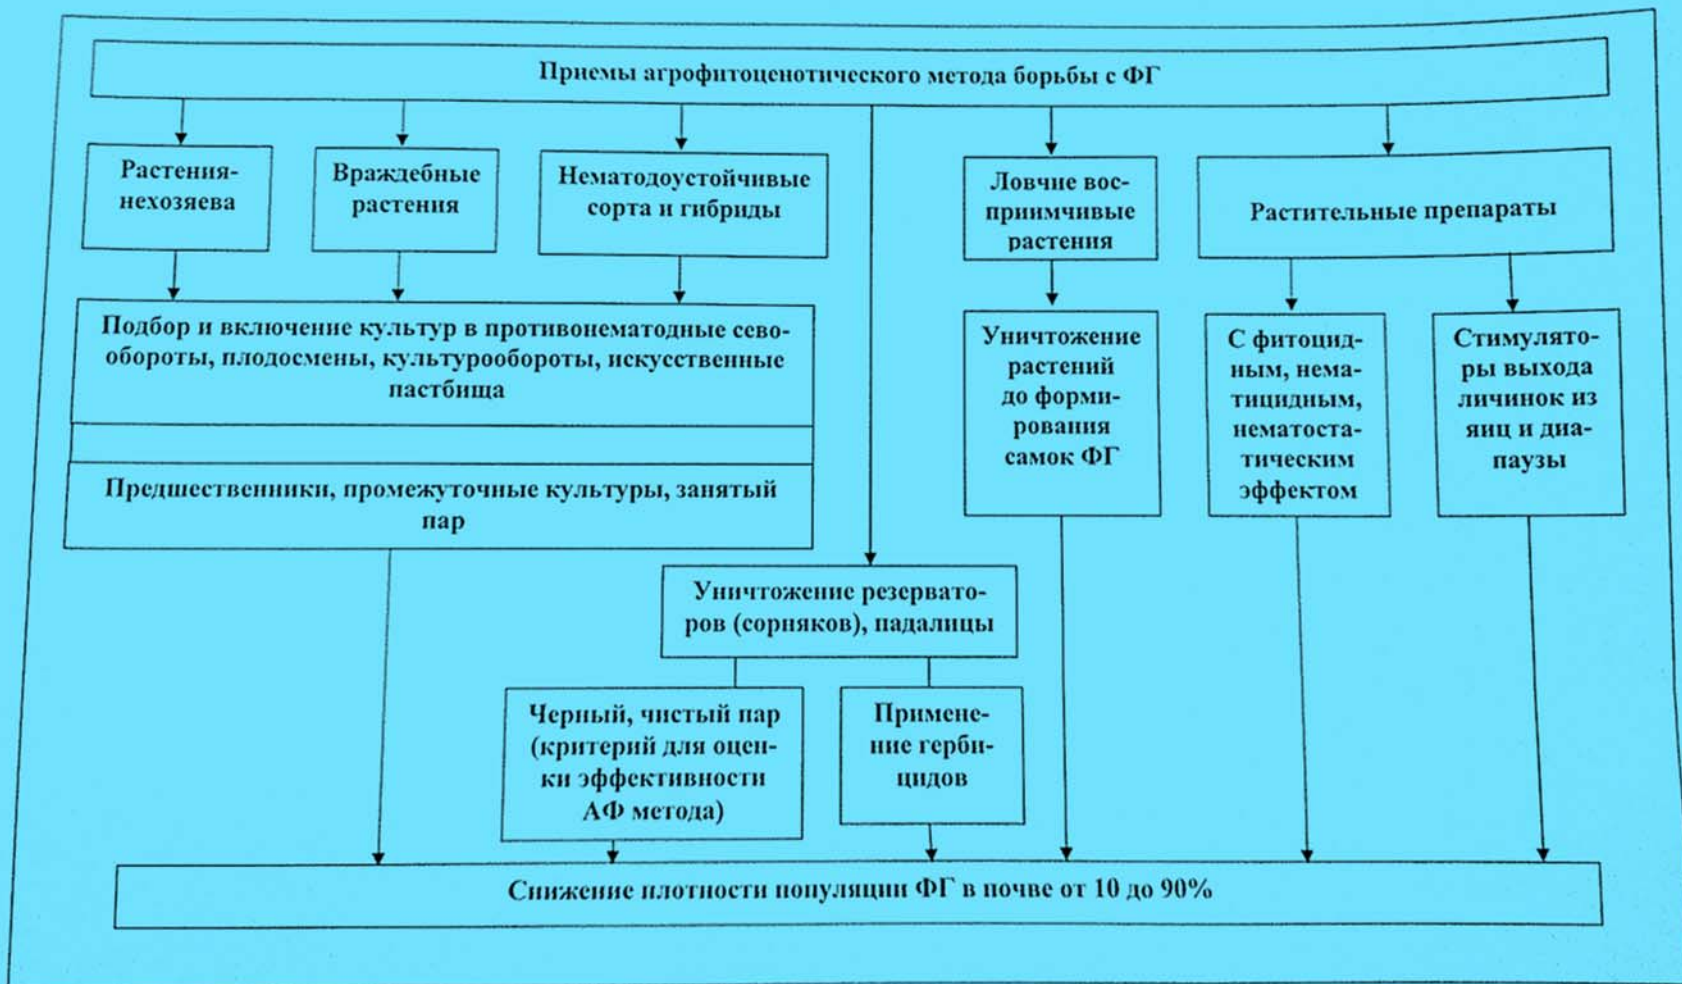 Приемы агрофитоценотического метода борьбы с ФГ
Растения-
нехозяева
Враждебные
растения
Нематодоустойчивые
сорта и гибриды
Ловчие вос-
приимчивые
растения
Растительные препараты
Подбор и включение культур в противонематодные сево-
обороты, плодосмены, культурообороты, искусственные
пастбища
Предшественники, промежуточные культуры, занятый
пар
Уничтожение
растений
до форми-
рования
самок ФГ
С фитоцид-
ным, нема-
тицидным,
нематоста-
тическим
эффектом
Стимулято-
ры выхода
личинок из
яиц и диа-
паузы
Уничтожение резервато-
ров (сорняков), падалицы
Черный, чистый пар
(критерий для оцен-
ки эффективности
АФ метода)
Примене-
ние герби-
цидов
Снижение плотности популяции ФГ в почве от 10 до 90%